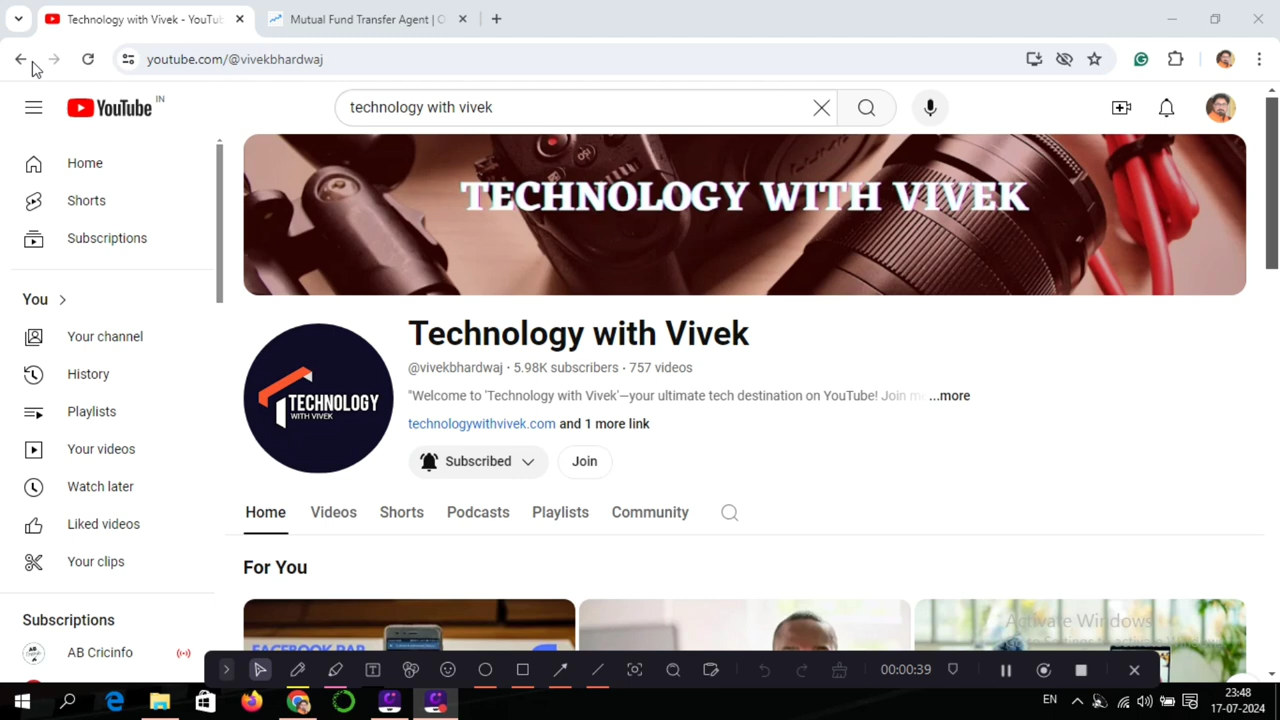 Technology with Vivek - YouTu
Mutual Fund Transfer Agent | O
youtube.com/@vivekbhardwaj
YouTube IN
technology with vivek
Home
Shorts
Subscriptions
You
Your channel
History
Playlists
Your videos
Watch later
Liked videos
Your clips
Subscriptions
AB Cricinfo
TECHNOLOGY WITH VIVEK
TECHNOLOGY
WITH VIVEK
Technology with Vivek
@vivekbhardwaj • 5.98K subscribers • 757 videos
"Welcome to 'Technology with Vivek'—your ultimate tech destination on YouTube! Join me ...more
technologywithvivek.com and 1 more link
Subscribed
Join
Home Videos Shorts Podcasts Playlists Community
For You
Activate Windows
00:00:39
EN
23:48
17-07-2024